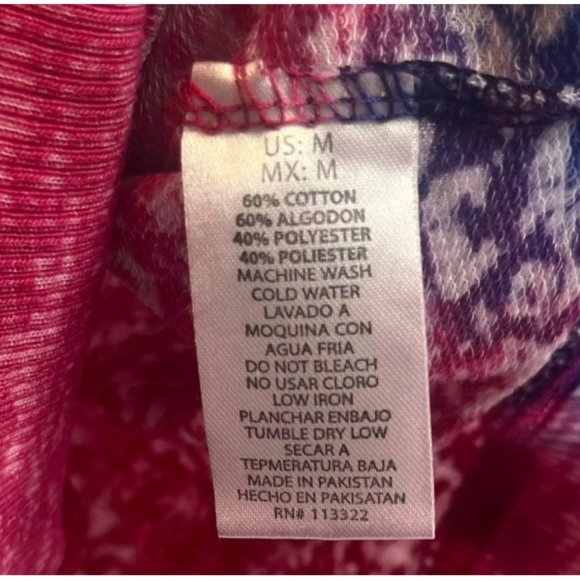 US: M
MX: M
60% COTTON
60% ALGODON
40% POLYESTER
40% POLIESTER
MACHINE WASH
COLD WATER
LAVADO A
MOQUINA CON
AGUA FRIA
DO NOT BLEACH
NO USAR CLORO
LOW IRON
PLANCHAR ENBAJO
TUMBLE DRY LOW
SECAR A
TEPMERATURA BAJA
MADE IN PAKISTAN
HECHO EN PAKISATAN
RN# 113322